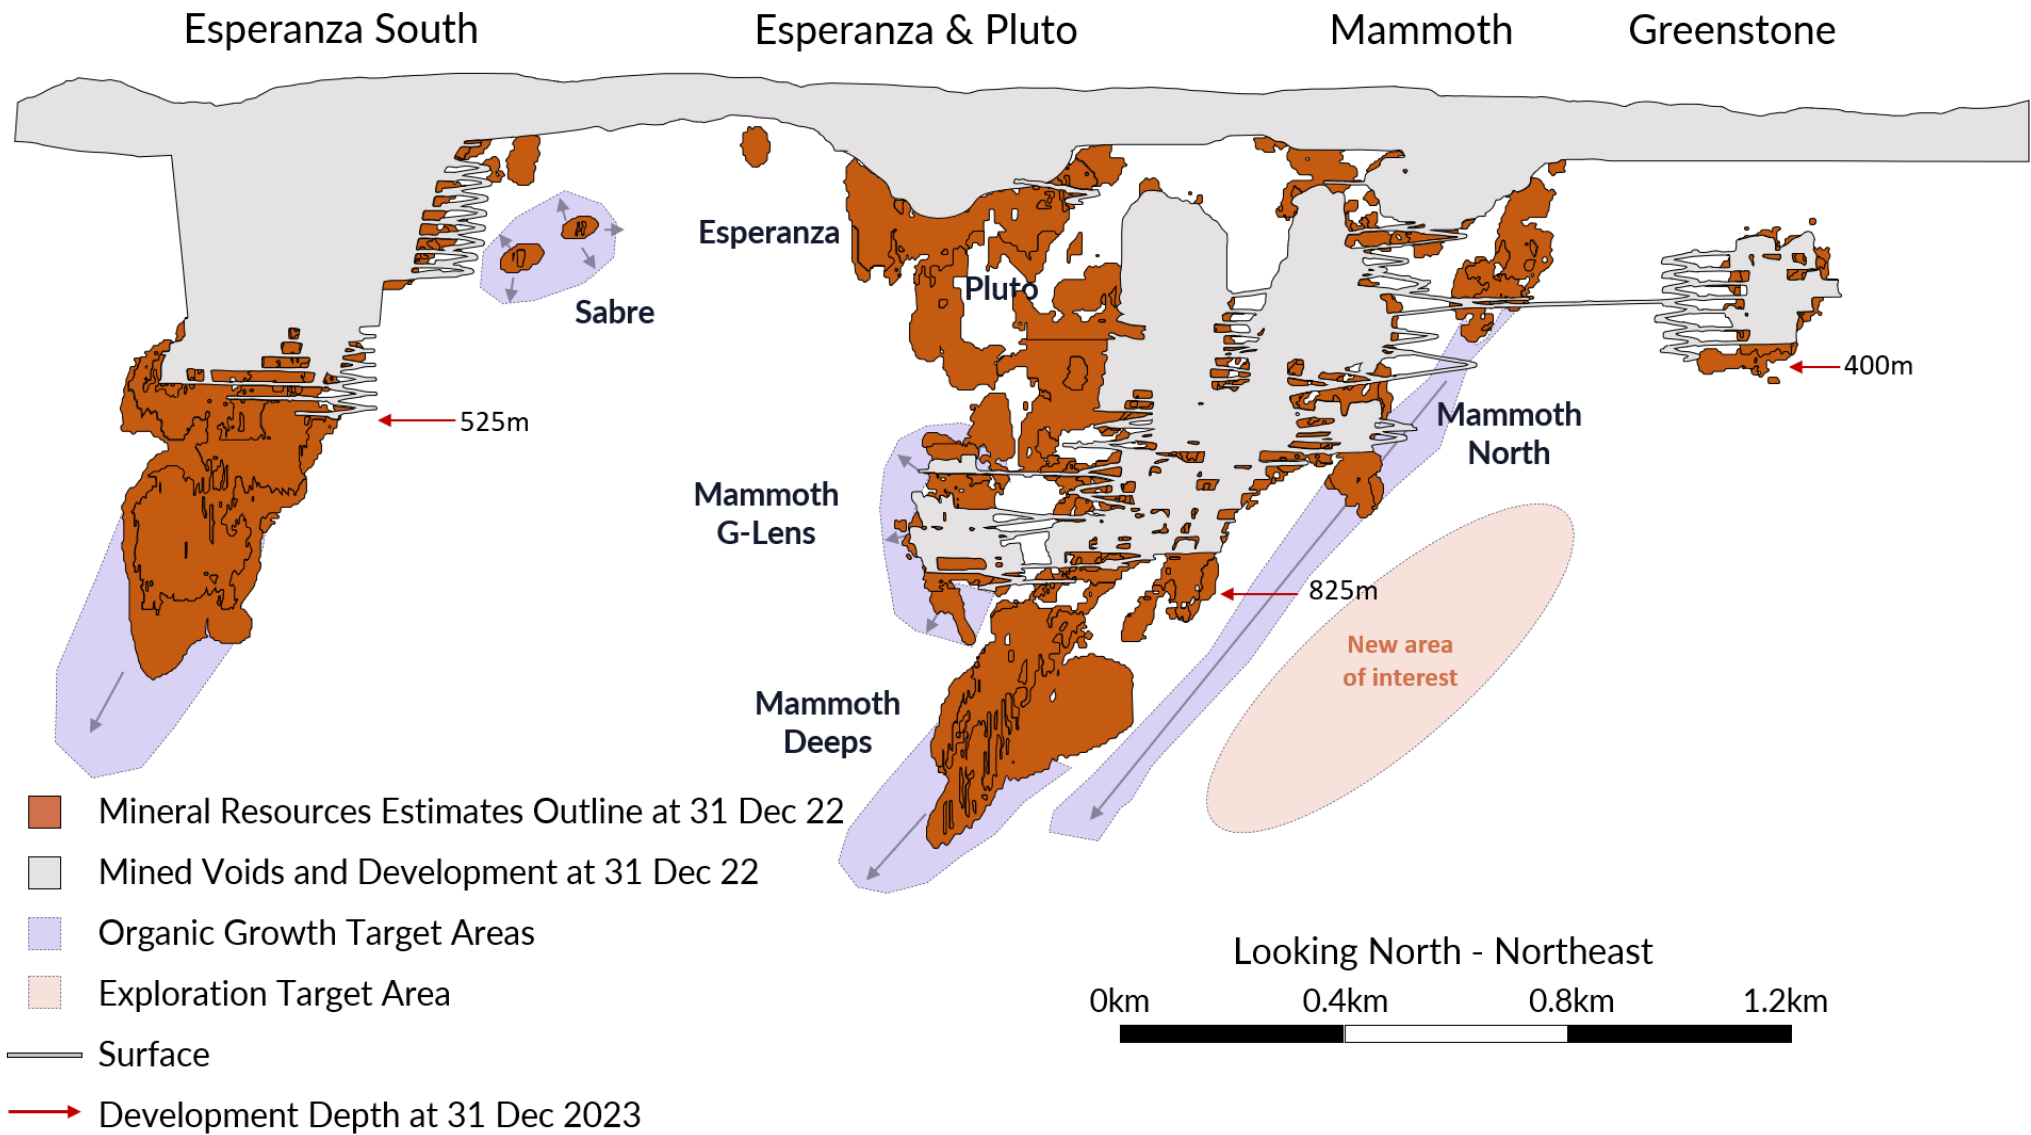 Esperanza South
Esperanza & Pluto
Mammoth
Greenstone
Esperanza
Pluto
Sabre
400m
525m
Mammoth
North
Mammoth
G-Lens
825m
New area
of interest
Mammoth
Deeps
Mineral Resources Estimates Outline at 31 Dec 22
Mined Voids and Development at 31 Dec 22
Organic Growth Target Areas
Exploration Target Area
Surface
Development Depth at 31 Dec 2023
Looking North - Northeast
0km 0.4km 0.8km 1.2km